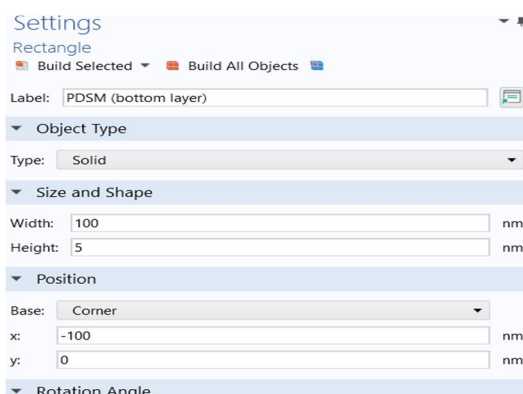 Settings
Rectangle
Build Selected Build All Objects
Label: PDSM (bottom layer)
Object Type
Type: Solid
Size and Shape
Width: 100 nm
Height: 5 nm
Position
Base: Corner
x: -100 nm
y: 0 nm
Rotation Angle